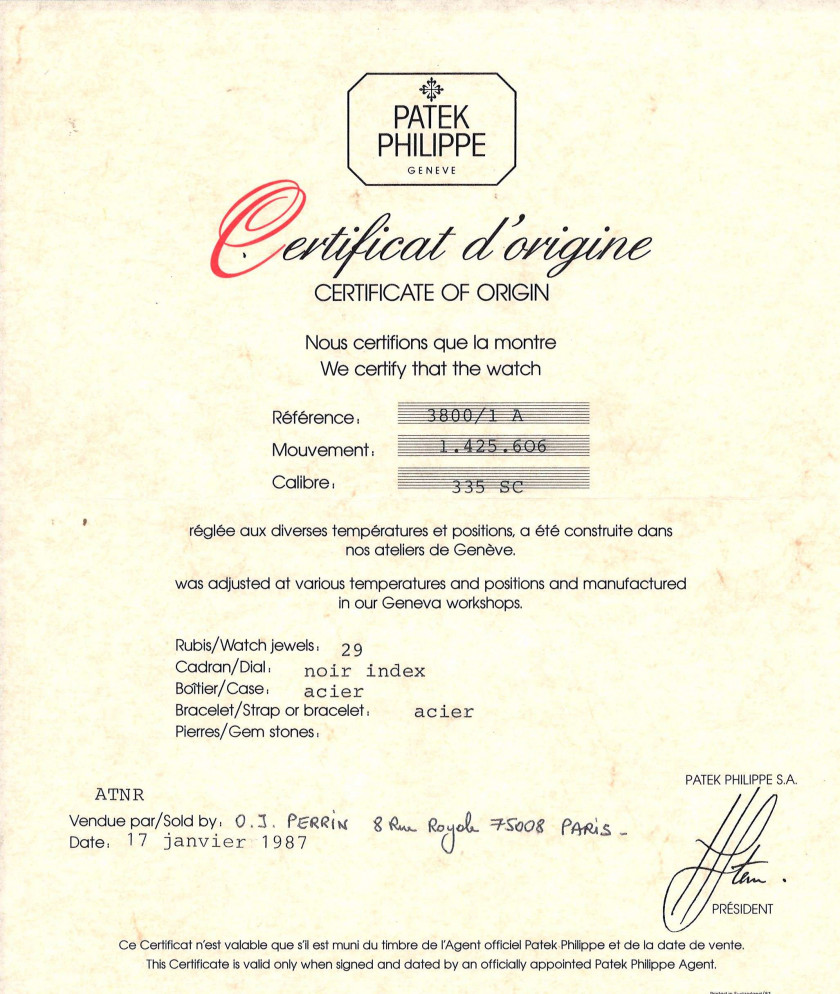 PATEK
PHILIPPE
GENEVE
Certificat d'origine
CERTIFICATE OF ORIGIN
Nous certifions que la montre
We certify that the watch
Référence: 3800/1 A
Mouvement: 1.425.606
Calibre: 335 SC
réglée aux diverses températures et positions, a été construite dans
nos ateliers de Genève.
was adjusted at various temperatures and positions and manufactured
in our Geneva workshops.
Rubis/Watch jewels: 29
Cadran/Dial: noir index
Boîtier/Case: acier
Bracelet/Strap or bracelet: acier
Pierres/Gem stones:
PATEK PHILIPPE S.A.
ATNR
Vendue par/Sold by: O.J. PERRIN 8 Rue Royale 75008 PARIS -
Date: 17 janvier 1987
Stern
PRÉSIDENT
Ce Certificat n'est valable que s'il est muni du timbre de l'Agent officiel Patek Philippe et de la date de vente.
This Certificate is valid only when signed and dated by an officially appointed Patek Philippe Agent.